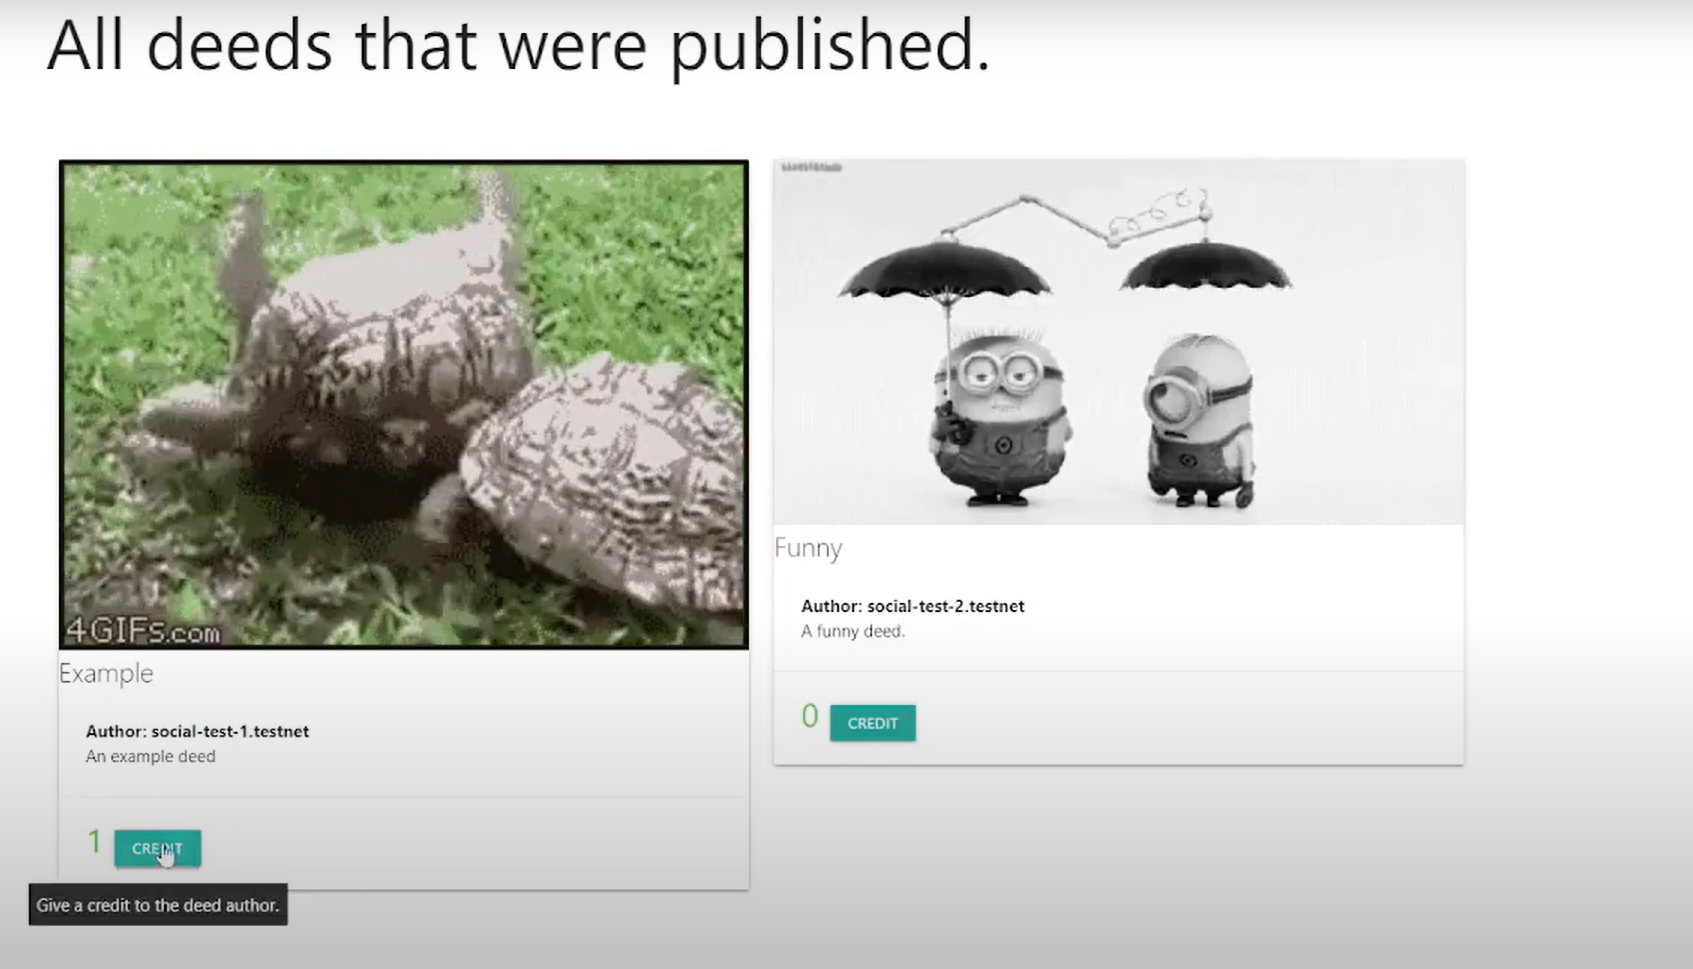 All deeds that were published.
4GIFs.com
Example
Author: social-test-1.testnet
An example deed
1 CREDIT
Give a credit to the deed author.
Funny
Author: social-test-2.testnet
A funny deed.
0 CREDIT